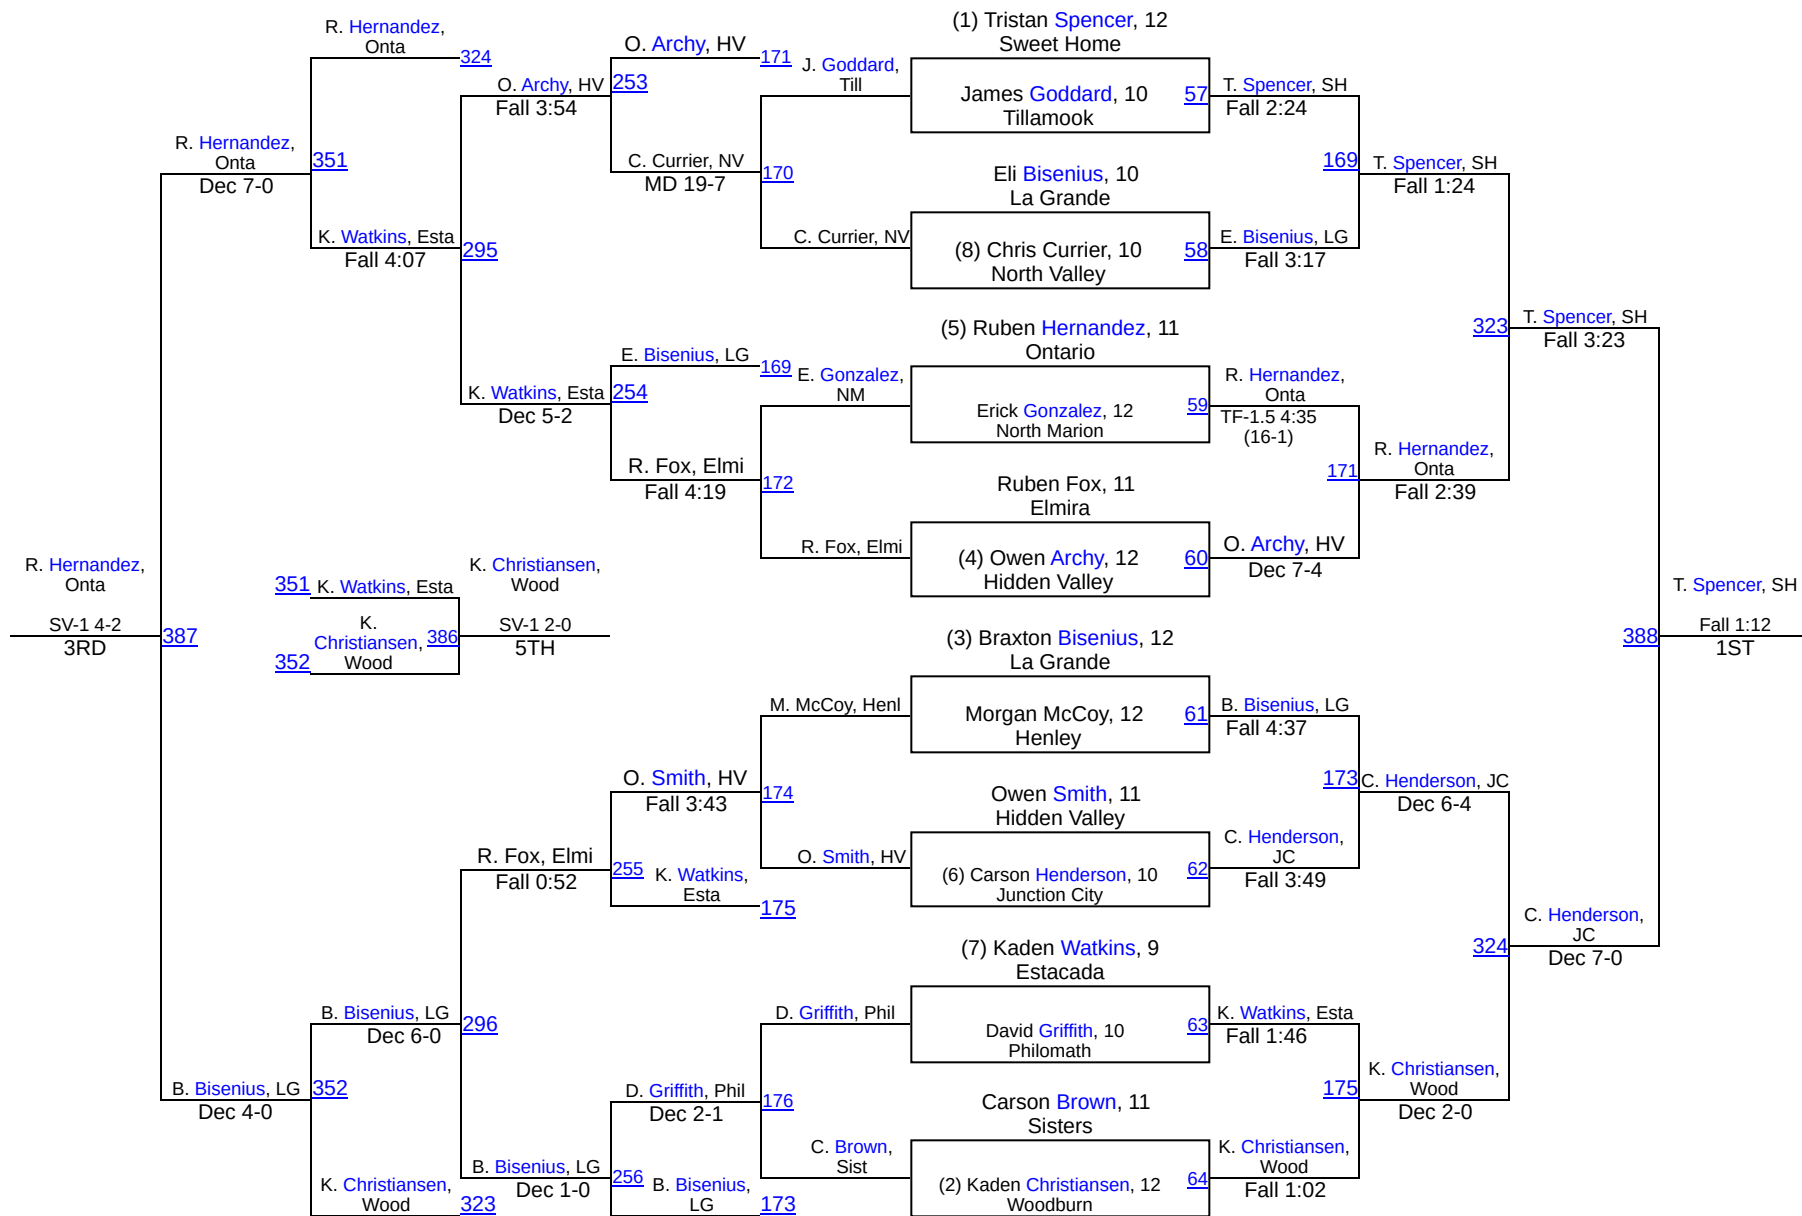 R. Hernandez,
Onta
324
R. Hernandez,
Onta
Dec 7-0
351
K. Watkins, Esta
Fall 4:07
295
O. Archy, HV
Fall 3:54
253
O. Archy, HV
171
C. Currier, NV
MD 19-7
170
J. Goddard,
Till
C. Currier, NV
K. Watkins, Esta
Dec 5-2
254
E. Bisenius, LG
169
R. Fox, Elmi
Fall 4:19
172
E. Gonzalez,
NM
R. Fox, Elmi
(1) Tristan Spencer, 12
Sweet Home
James Goddard, 10
Tillamook
57
T. Spencer, SH
Fall 2:24
Eli Bisenius, 10
La Grande
(8) Chris Currier, 10
North Valley
58
E. Bisenius, LG
Fall 3:17
169
T. Spencer, SH
Fall 1:24
(5) Ruben Hernandez, 11
Ontario
Erick Gonzalez, 12
North Marion
59
R. Hernandez,
Onta
TF-1.5 4:35
(16-1)
Ruben Fox, 11
Elmira
(4) Owen Archy, 12
Hidden Valley
60
O. Archy, HV
Dec 7-4
171
R. Hernandez,
Onta
Fall 2:39
323
T. Spencer, SH
Fall 3:23
R. Hernandez,
Onta
SV-1 4-2
3RD
387
351
K. Watkins, Esta
K.
Christiansen,
Wood
352
386
K. Christiansen,
Wood
SV-1 2-0
5TH
388
T. Spencer, SH
Fall 1:12
1ST
(3) Braxton Bisenius, 12
La Grande
Morgan McCoy, 12
Henley
61
B. Bisenius, LG
Fall 4:37
Owen Smith, 11
Hidden Valley
(6) Carson Henderson, 10
Junction City
62
C. Henderson,
JC
Fall 3:49
173
C. Henderson, JC
Dec 6-4
(7) Kaden Watkins, 9
Estacada
David Griffith, 10
Philomath
63
K. Watkins, Esta
Fall 1:46
Carson Brown, 11
Sisters
(2) Kaden Christiansen, 12
Woodburn
64
K. Christiansen,
Wood
Fall 1:02
175
K. Christiansen,
Wood
Dec 2-0
324
C. Henderson,
JC
Dec 7-0
M. McCoy, Henl
O. Smith, HV
174
O. Smith, HV
Fall 3:43
255
K. Watkins,
Esta
175
R. Fox, Elmi
Fall 0:52
296
B. Bisenius, LG
Dec 6-0
D. Griffith, Phil
C. Brown,
Sist
176
D. Griffith, Phil
Dec 2-1
256
B. Bisenius,
LG
173
B. Bisenius, LG
Dec 1-0
352
B. Bisenius, LG
Dec 4-0
K. Christiansen,
Wood
323